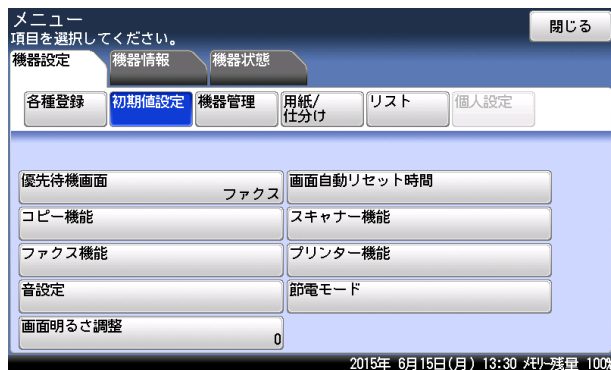 メニュー
閉じる
項目を選択してください。
機器設定 機器情報 機器状態
各種登録 初期値設定 機器管理 用紙/ リスト 個人設定
仕分け
優先待機画面 画面自動リセット時間
ファクス
コピー機能 スキャナー機能
ファクス機能 プリンター機能
音設定 節電モード
画面明るさ調整
0
2015年 6月15日(月) 13:30 ﾒﾓﾘｰ残量 100%